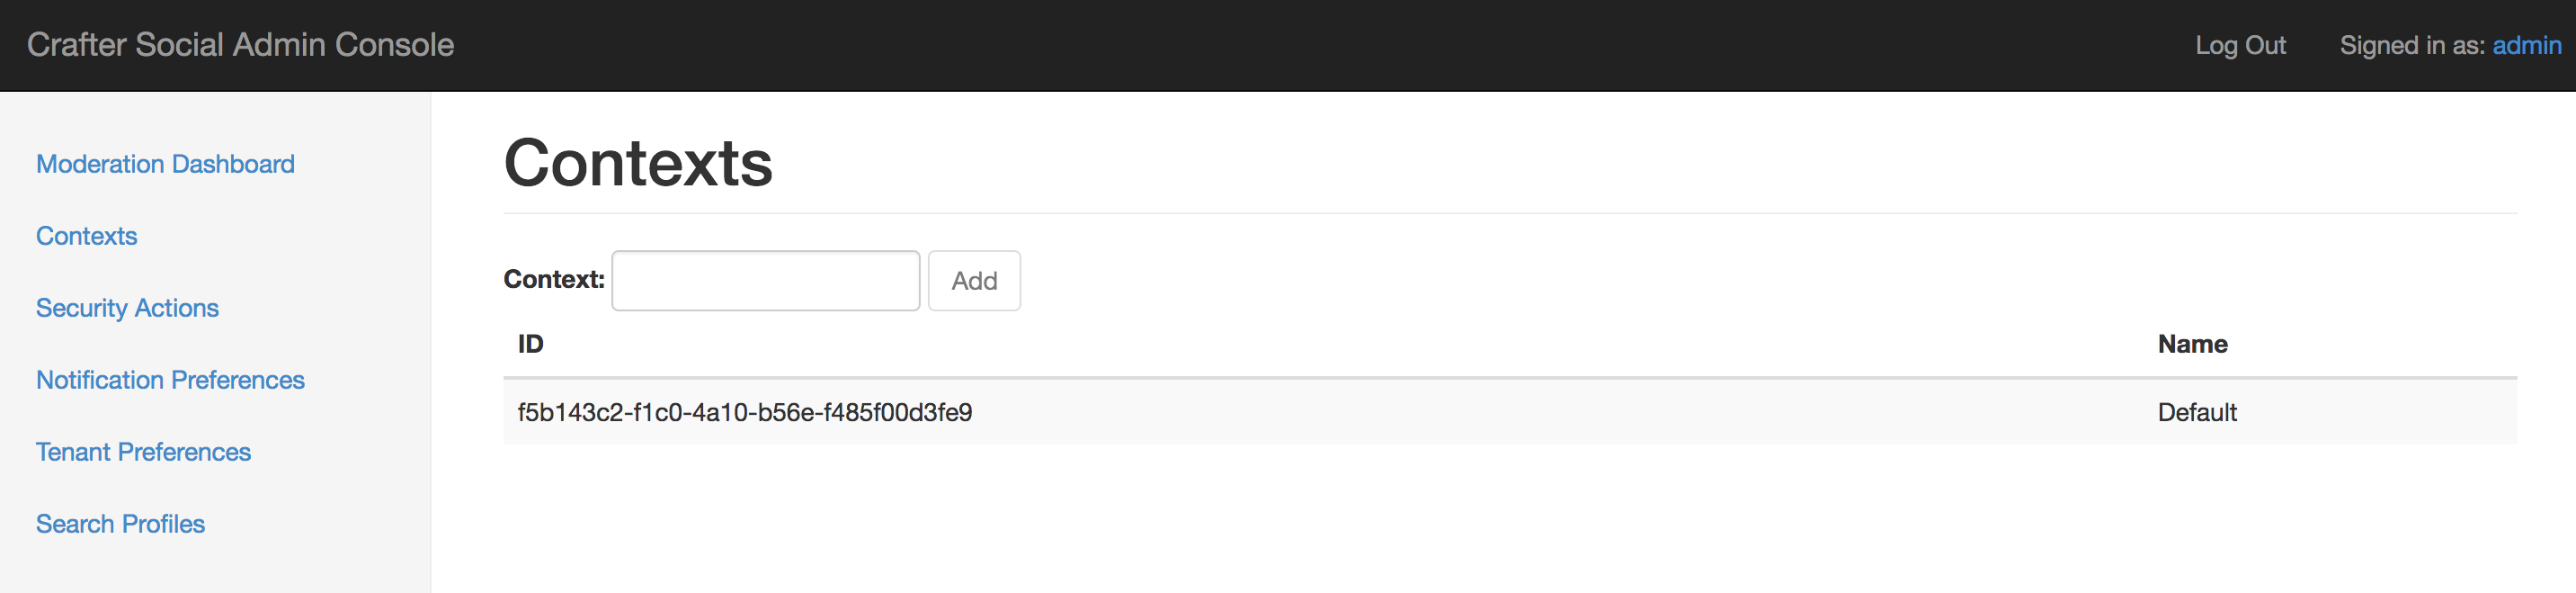 Crafter Social Admin Console
Log Out
Signed in as: admin
Moderation Dashboard
Contexts
Security Actions
Notification Preferences
Tenant Preferences
Search Profiles
Contexts
Context: Add
ID Name
f5b143c2-f1c0-4a10-b56e-f485f00d3fe9 Default